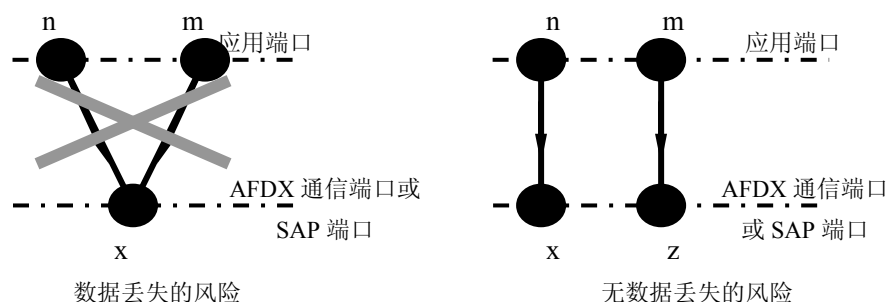 n m
应用端口
AFDX 通信端口或
SAP 端口
x
数据丢失的风险
n m
应用端口
AFDX 通信端口
或 SAP 端口
x z
无数据丢失的风险